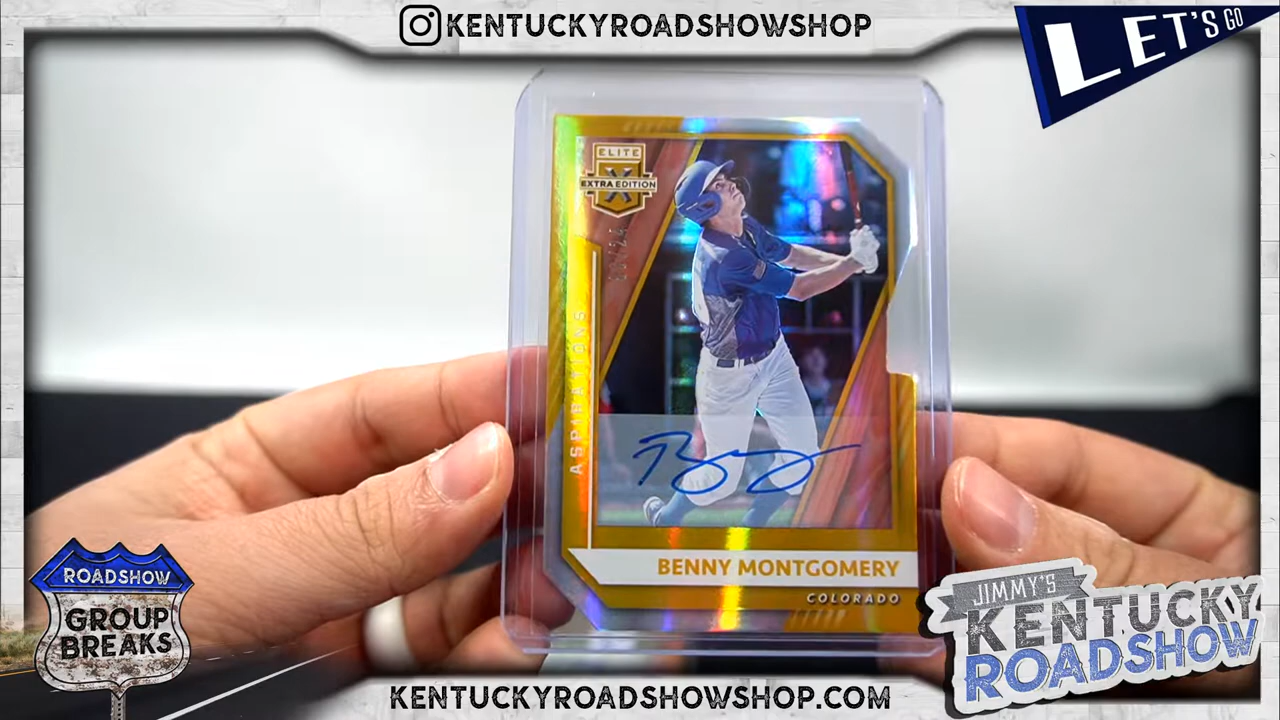 KENTUCKYROADSHOWSHOP
LET'S GO
ELITE
X
EXTRA EDITION
ASPIRATIONS
BENNY MONTGOMERY
COLORADO
ROADSHOW
GROUP
BREAKS
JIMMY'S
KENTUCKY
ROADSHOW
KENTUCKYROADSHOWSHOP.COM